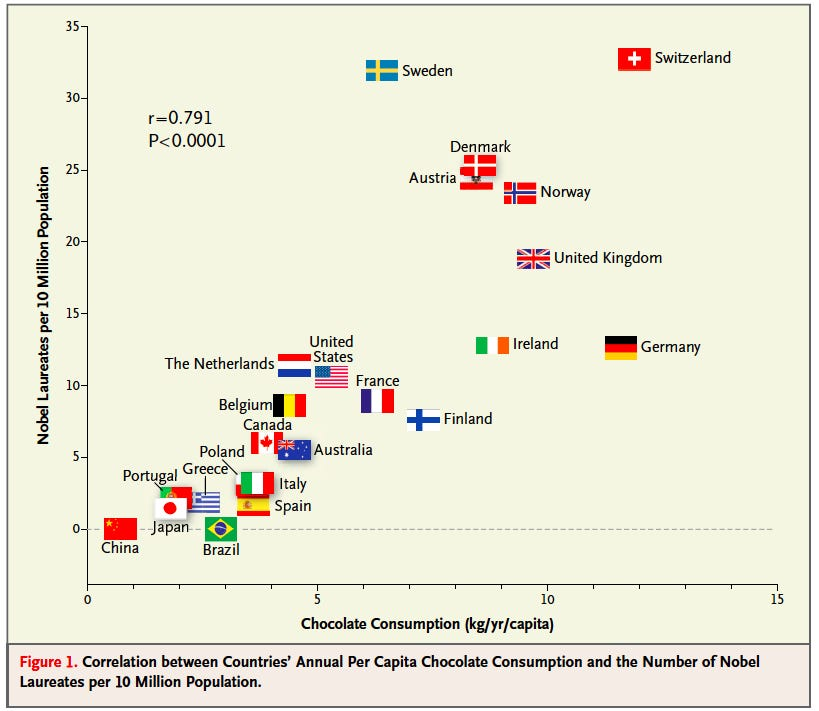 35
30
25
20
15
10
5
0
Nobel Laureates per 10 Million Population
r=0.791
P<0.0001
Sweden
Switzerland
Denmark
Austria
Norway
United Kingdom
Ireland
Germany
United
States
The Netherlands
France
Belgium
Finland
Canada
Australia
Poland
Greece
Portugal
Italy
Spain
Japan
China
Brazil
0
5
10
15
Chocolate Consumption (kg/yr/capita)
Figure 1. Correlation between Countries’ Annual Per Capita Chocolate Consumption and the Number of Nobel
Laureates per 10 Million Population.